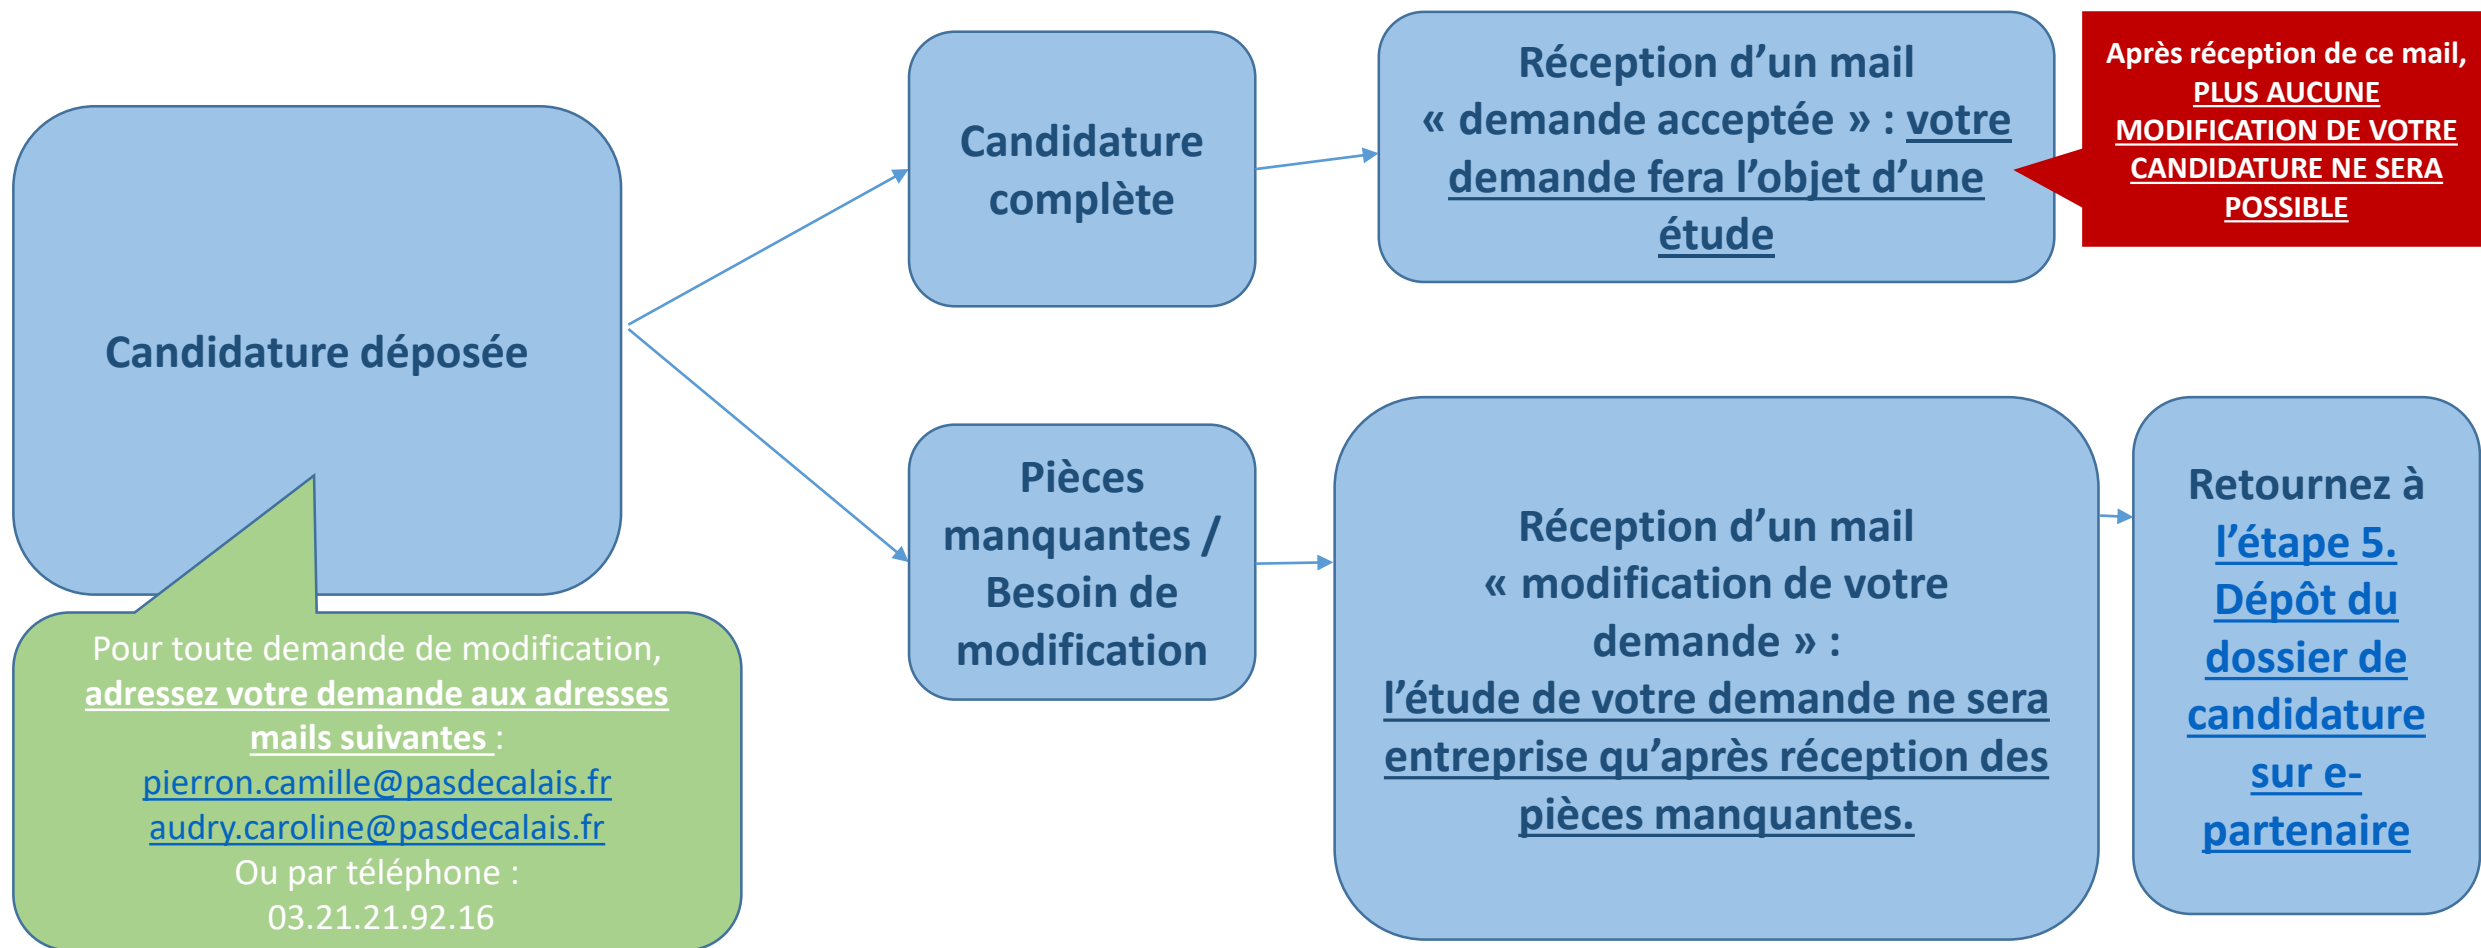 Candidature déposée
Pour toute demande de modification,
adressez votre demande aux adresses
mails suivantes :
pierron.camille@pasdecalais.fr
audry.caroline@pasdecalais.fr
Ou par téléphone :
03.21.21.92.16
Candidature
complète
Réception d’un mail
« demande acceptée » : votre
demande fera l’objet d’une
étude
Après réception de ce mail,
PLUS AUCUNE
MODIFICATION DE VOTRE
CANDIDATURE NE SERA
POSSIBLE
Pièces
manquantes /
Besoin de
modification
Réception d’un mail
« modification de votre
demande » :
l’étude de votre demande ne sera
entreprise qu’après réception des
pièces manquantes.
Retournez à
l’étape 5.
Dépôt du
dossier de
candidature
sur e-
partenaire